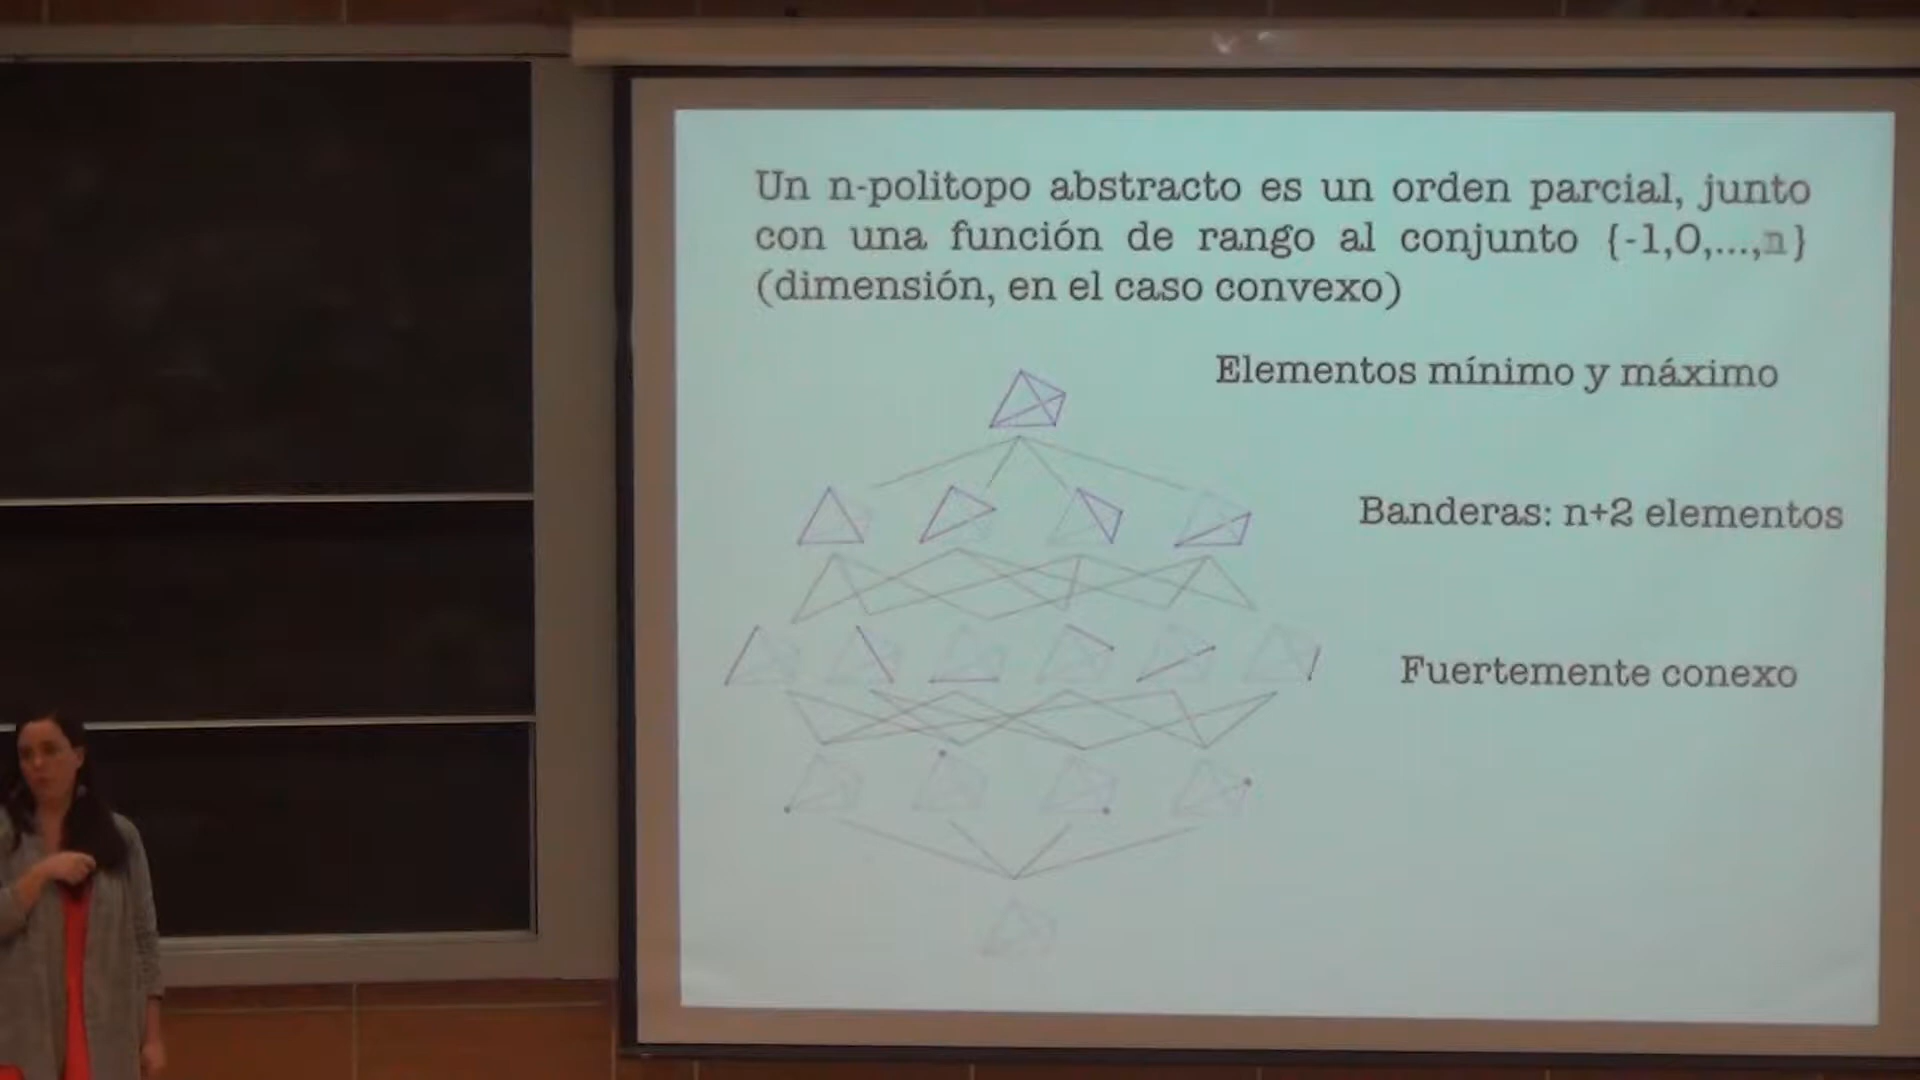 Un n-politopo abstracto es un orden parcial, junto
con una función de rango al conjunto {-1,0,...,n}
(dimensión, en el caso convexo)
Elementos mínimo y máximo
Banderas: n+2 elementos
Fuertemente conexo